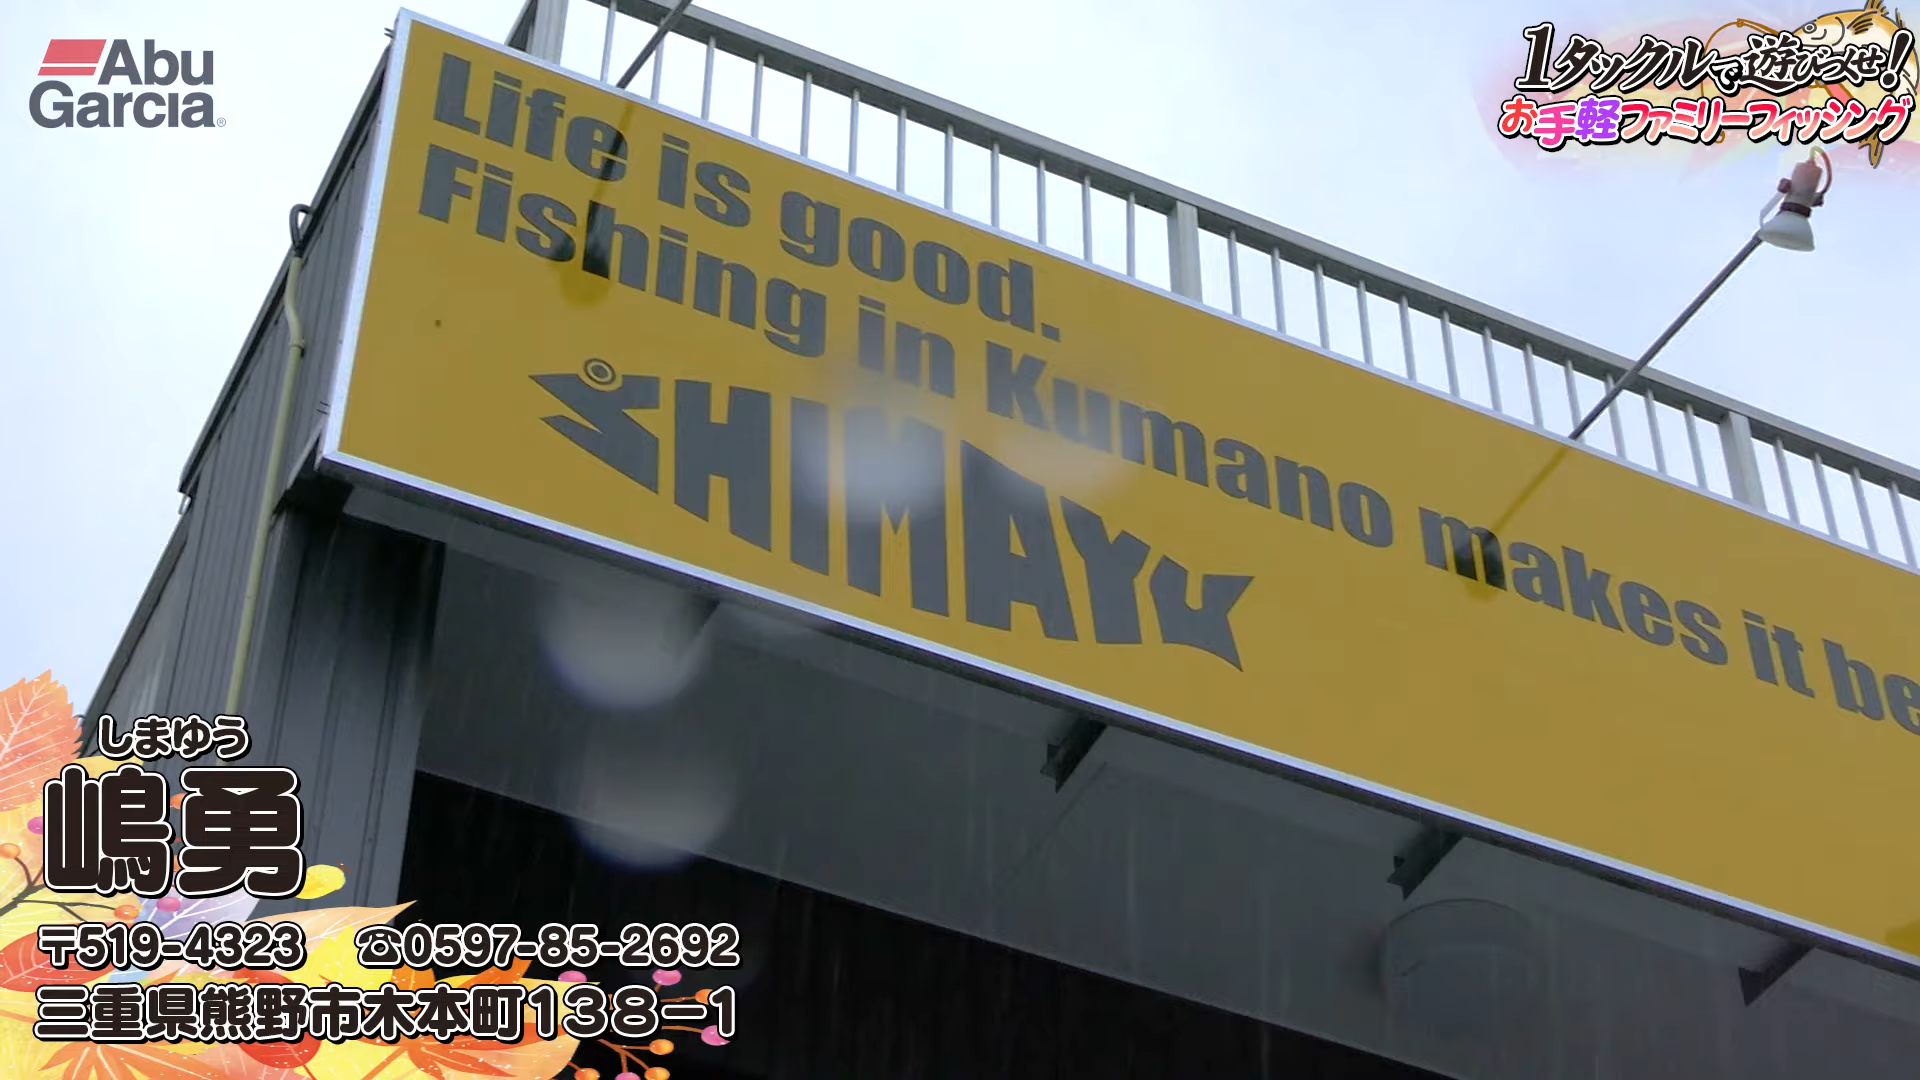 Abu
Garcia®
1タックルで遊びつくせ!
お手軽ファミリーフィッシング
Life is good.
Fishing in Kumano makes it be
SHIMAYU
しまゆう
嶋勇
〒519-4323 ☎0597-85-2692
三重県熊野市木本町138-1